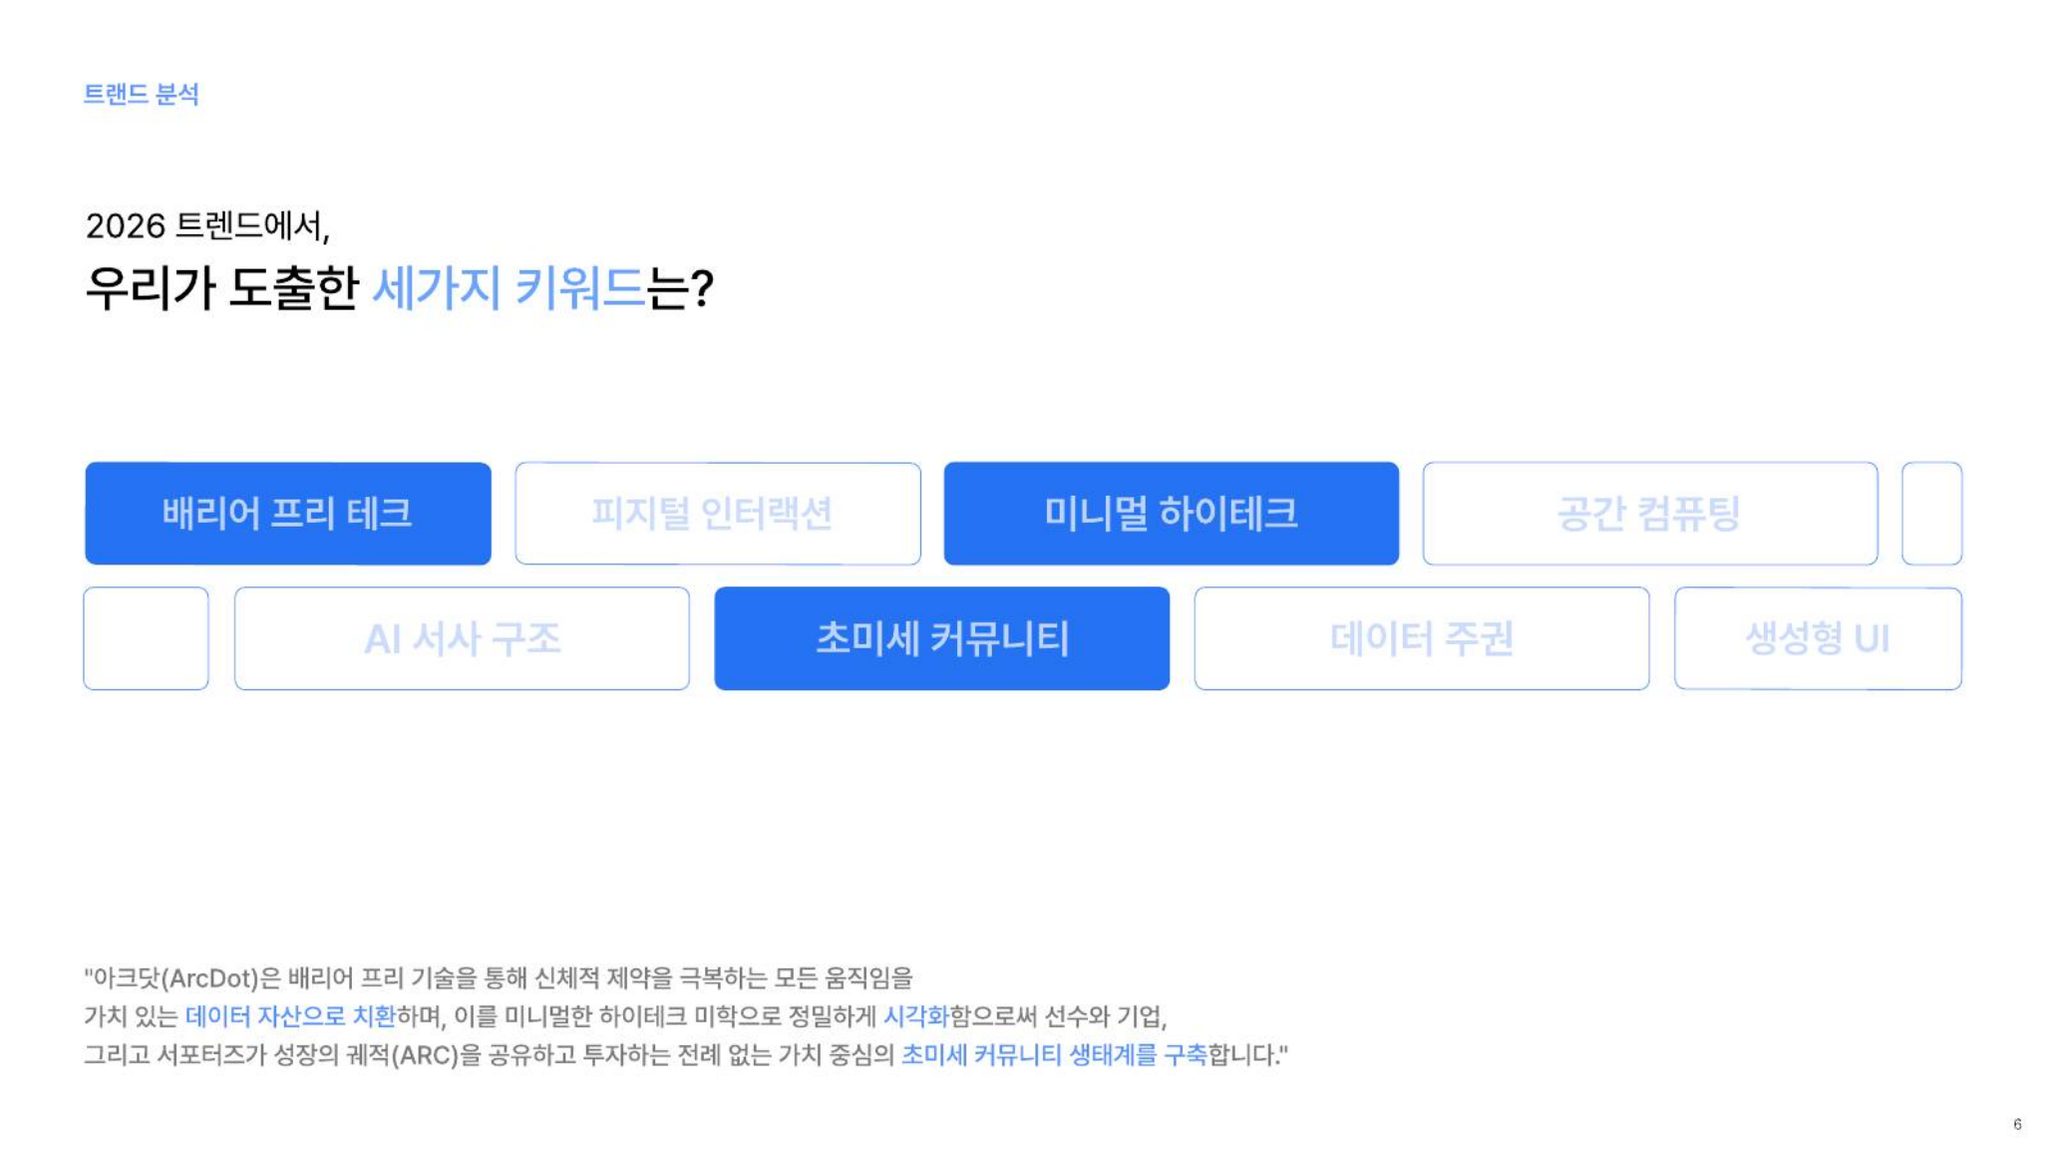 트랜드 분석
2026 트렌드에서,
우리가 도출한 세가지 키워드는?
배리어 프리 테크
피지털 인터랙션
미니멀 하이테크
공간 컴퓨팅
AI 서사 구조
초미세 커뮤니티
데이터 주권
생성형 UI
"아크닷(ArcDot)은 배리어 프리 기술을 통해 신체적 제약을 극복하는 모든 움직임을
가치 있는 데이터 자산으로 치환하며, 이를 미니멀한 하이테크 미학으로 정밀하게 시각화함으로써 선수와 기업,
그리고 서포터즈가 성장의 궤적(ARC)을 공유하고 투자하는 전례 없는 가치 중심의 초미세 커뮤니티 생태계를 구축합니다."
6